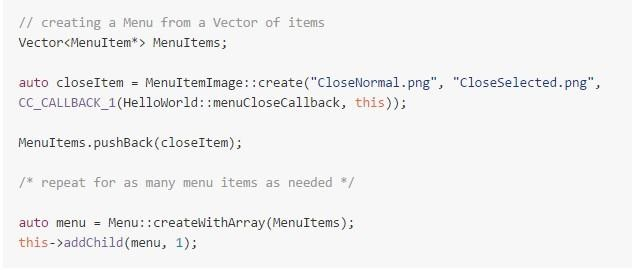 // creating a Menu from a Vector of items
Vector<MenuItem*> MenuItems;
auto closeItem = MenuItemImage::create("CloseNormal.png", "CloseSelected.png",
CC_CALLBACK_1(HelloWorld::menuCloseCallback, this));
MenuItems.pushBack(closeItem);
/* repeat for as many menu items as needed */
auto menu = Menu::createWithArray(MenuItems);
this->addChild(menu, 1);